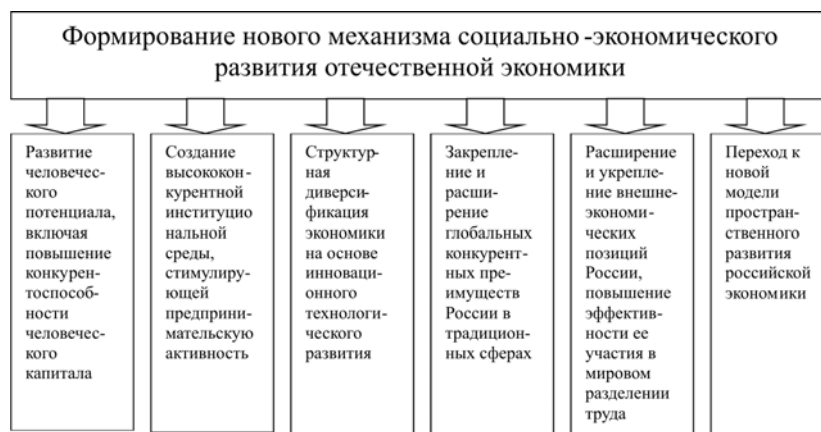 Формирование нового механизма социально -экономического
развития отечественной экономики
Развитие
человечес-
кого
потенциала,
включая
повышение
конкурен-
тоспособ-
ности
человечес-
кого
капитала
Создание
высококон-
курентной
институцио
нальной
среды,
стимулиру-
ющей
предприни-
мательскую
активность
Структур-
ная
диверси-
фикация
экономики
на основе
инноваци-
онного
технологи-
ческого
развития
Закрепле-
ние и
расши-
рение
глобальных
конкурент-
ных пре-
имуществ
России в
традицион-
ных сферах
Расширение
и укрепле-
ние внешне-
экономи-
ческих
позиций
России,
повышение
эффектив-
ности ее
участия в
мировом
разделении
труда
Переход к
новой
модели
простран-
ственного
развития
российской
экономики